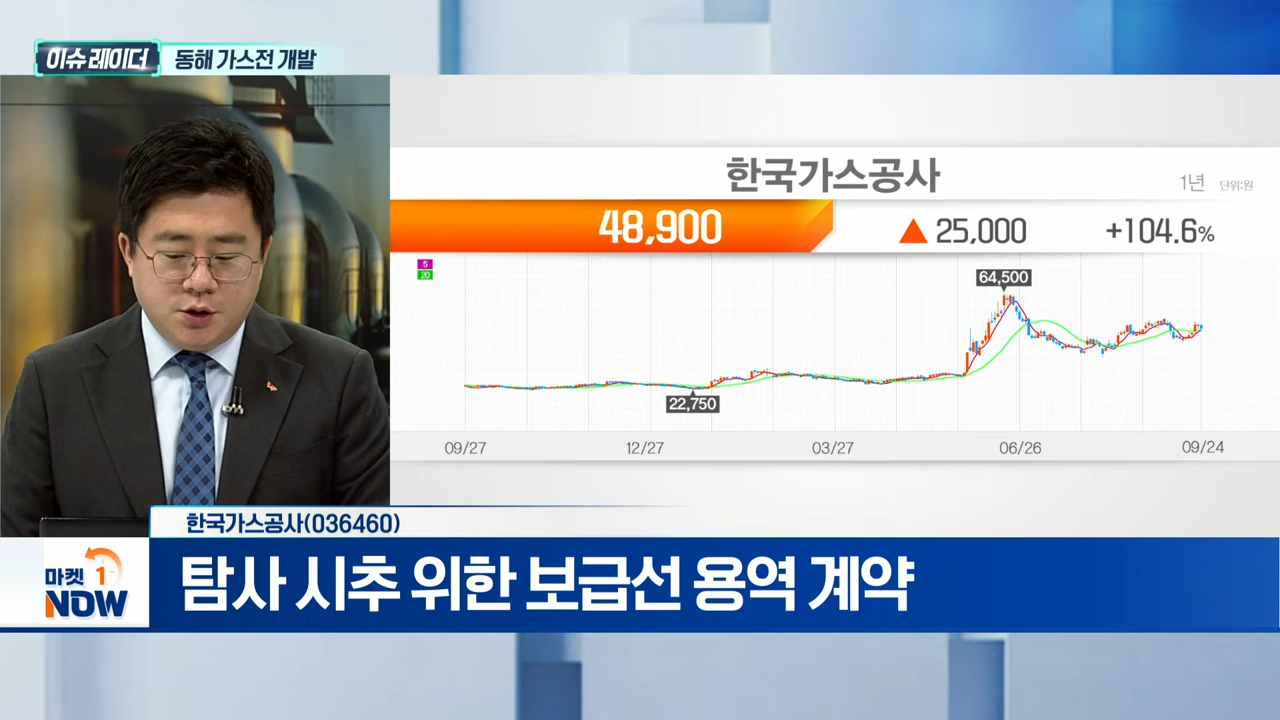 이슈 레이더 동해 가스전 개발
한국가스공사
1년 단위:원
48,900 ▲ 25,000 +104.6%
5
20
64,500
22,750
09/27 12/27 03/27 06/26 09/24
한국가스공사(036460)
마켓 1
NOW
탐사 시추 위한 보급선 용역 계약